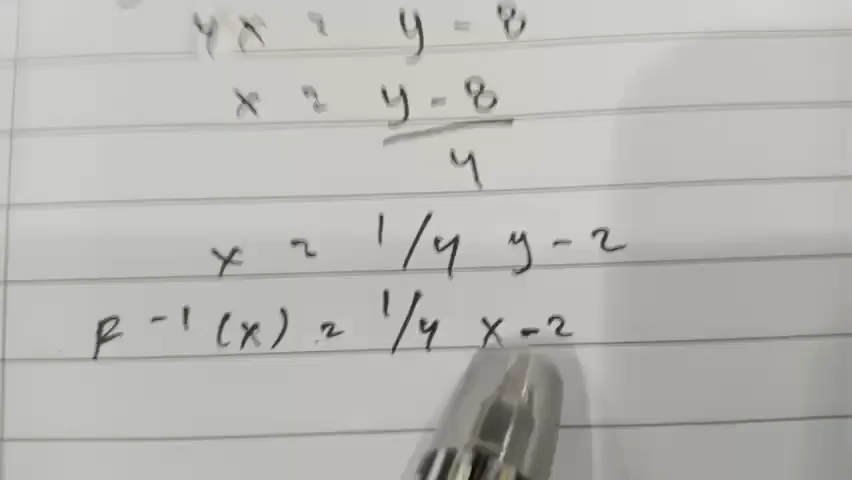 4x = y - 8
x = y - 8
4
x = 1/4 y - 2
F -1 (x) = 1/4 x - 2